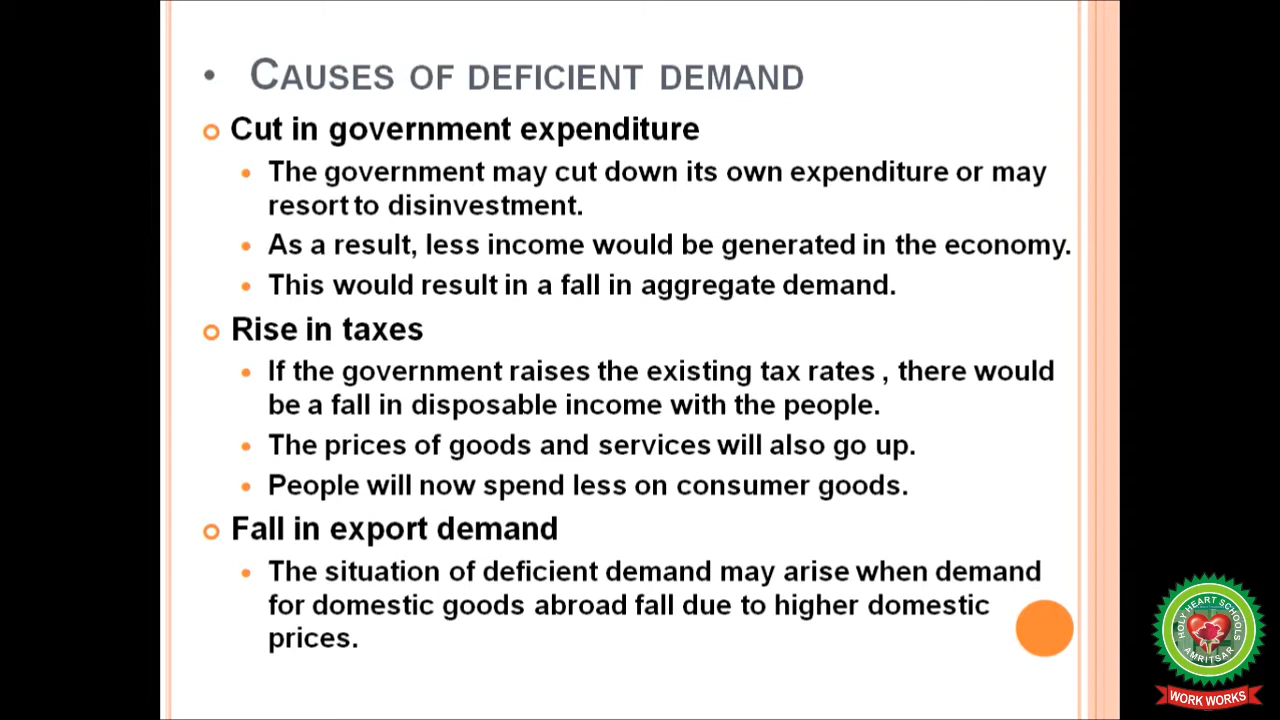 • CAUSES OF DEFICIENT DEMAND
Cut in government expenditure
• The government may cut down its own expenditure or may
resort to disinvestment.
• As a result, less income would be generated in the economy.
• This would result in a fall in aggregate demand.
Rise in taxes
• If the government raises the existing tax rates , there would
be a fall in disposable income with the people.
• The prices of goods and services will also go up.
• People will now spend less on consumer goods.
Fall in export demand
• The situation of deficient demand may arise when demand
for domestic goods abroad fall due to higher domestic
prices.
HOLY HEART SCHOOLS
AMRITSAR
WORK WORKS